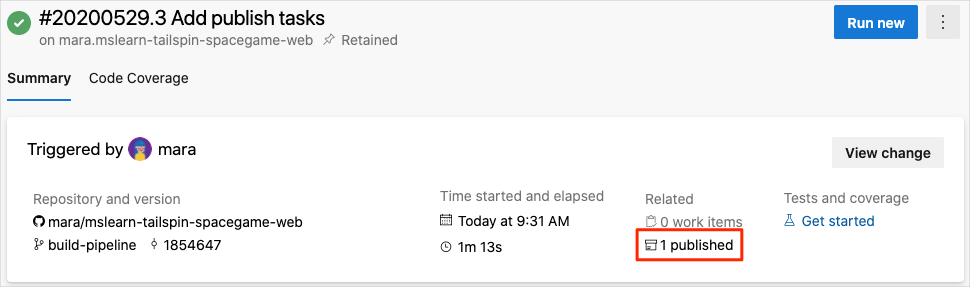 #20200529.3 Add publish tasks
on mara.mslearn-tailspin-spacegame-web Retained
Run new
Summary Code Coverage
Triggered by mara
View change
Repository and version
mara/mslearn-tailspin-spacegame-web
build-pipeline 1854647
Time started and elapsed
Today at 9:31 AM
1m 13s
Related
0 work items
1 published
Tests and coverage
Get started